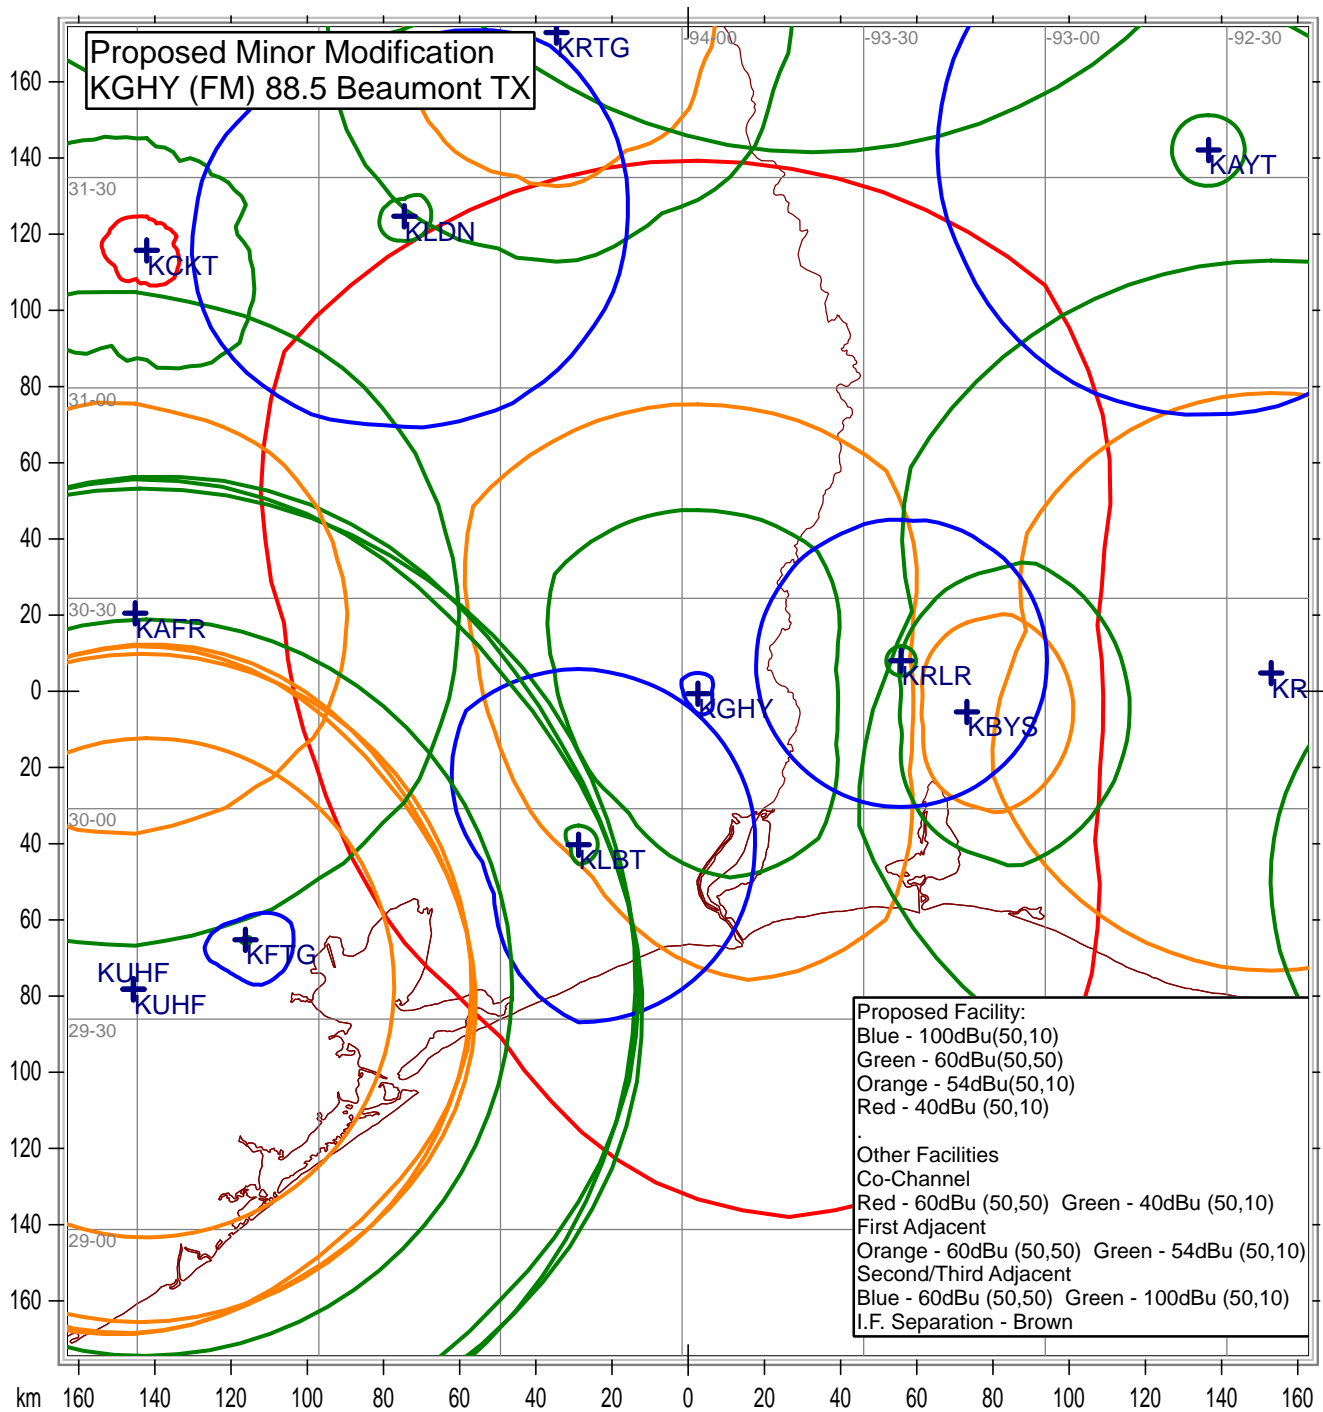 Proposed Minor Modification
KGHY (FM) 88.5 Beaumont TX
KRTG
-94-00
-93-30
-93-00
-92-30
160
140
KAYT
31-30
KLDN
120
KCKT
100
80
31-00
60
40
30-30
20
KAFR
KRLR
KR
0
KGHY
KBYS
20
30-00
40
KLBT
60
KFTG
KUHF
KUHF
80
29-30
100
120
140
29-00
160
Proposed Facility:
Blue - 100dBu(50,10)
Green - 60dBu(50,50)
Orange - 54dBu(50,10)
Red - 40dBu (50,10)
.
Other Facilities
Co-Channel
Red - 60dBu (50,50)  Green - 40dBu (50,10)
First Adjacent
Orange - 60dBu (50,50)  Green - 54dBu (50,10)
Second/Third Adjacent
Blue - 60dBu (50,50)  Green - 100dBu (50,10)
I.F. Separation - Brown
km 160 140 120 100 80 60 40 20 0 20 40 60 80 100 120 140 160